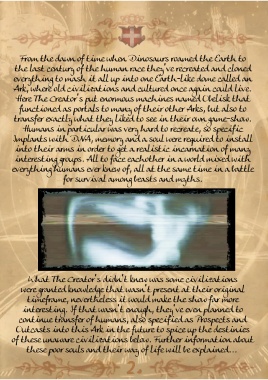 From the dawn of time when Dinosaurs roamed the Earth to
the last century of the human race they've recreated and cloned
everything to mash it all up into one Earth-like dome called an
Ark, where old civilizations and cultures once again could live.
Here The Creator's put enormous machines named Obelisk that
functioned as portals to many of their other Arks, but also to
transfer exactly what they liked to see in their own game-show.
Humans in particular was very hard to recreate, so specific
Implants with DNA, memory and a soul were required to install
into their arms in order to get a realistic incarnation of many
interesting groups. All to face eachother in a world mixed with
everything humans ever knew of, all at the same time in a battle
for survival among beasts and myths.
What The Creator's didn't knew was some civilizations
were granted knowledge that wasn't present at their original
timeframe, nevertheless it would make the show far more
interesting. If that wasn't enough, they've even planned to
continue transfer of humans, also specified as Prospects and
Outcasts into this Ark in the future to spice up the destinies
of these unaware civilizations below. Further information about
these poor souls and their way of life will be explained...